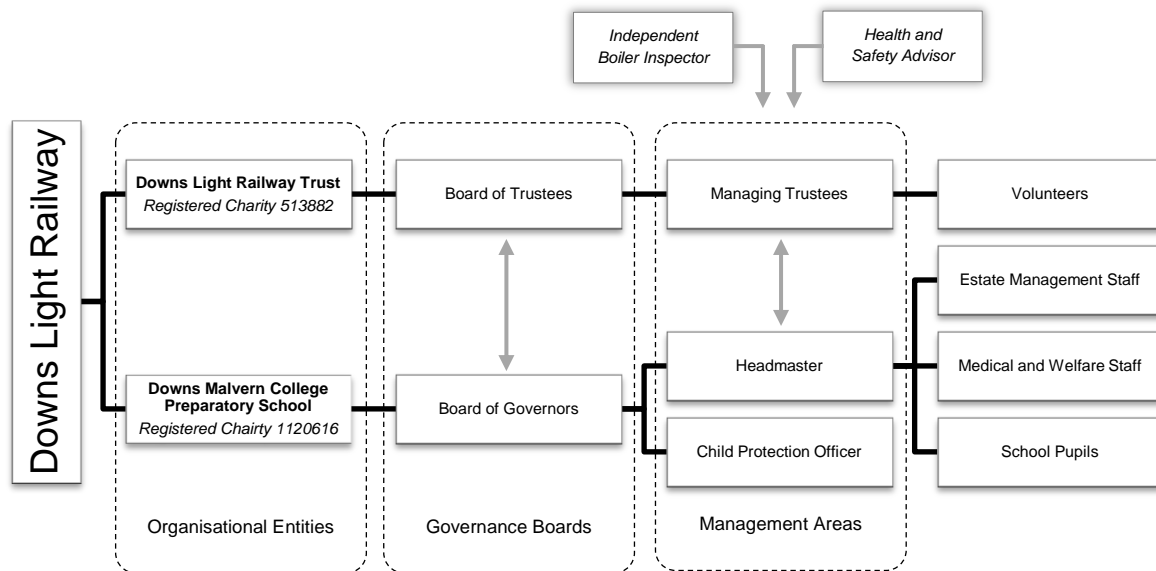 Independent
Boiler Inspector
Health and
Safety Advisor
Downs Light Railway
Downs Light Railway Trust
Registered Charity 513882
Board of Trustees
Managing Trustees
Volunteers
Estate Management Staff
Headmaster
Medical and Welfare Staff
Downs Malvern College
Preparatory School
Registered Chairty 1120616
Board of Governors
Child Protection Officer
School Pupils
Organisational Entities
Governance Boards
Management Areas